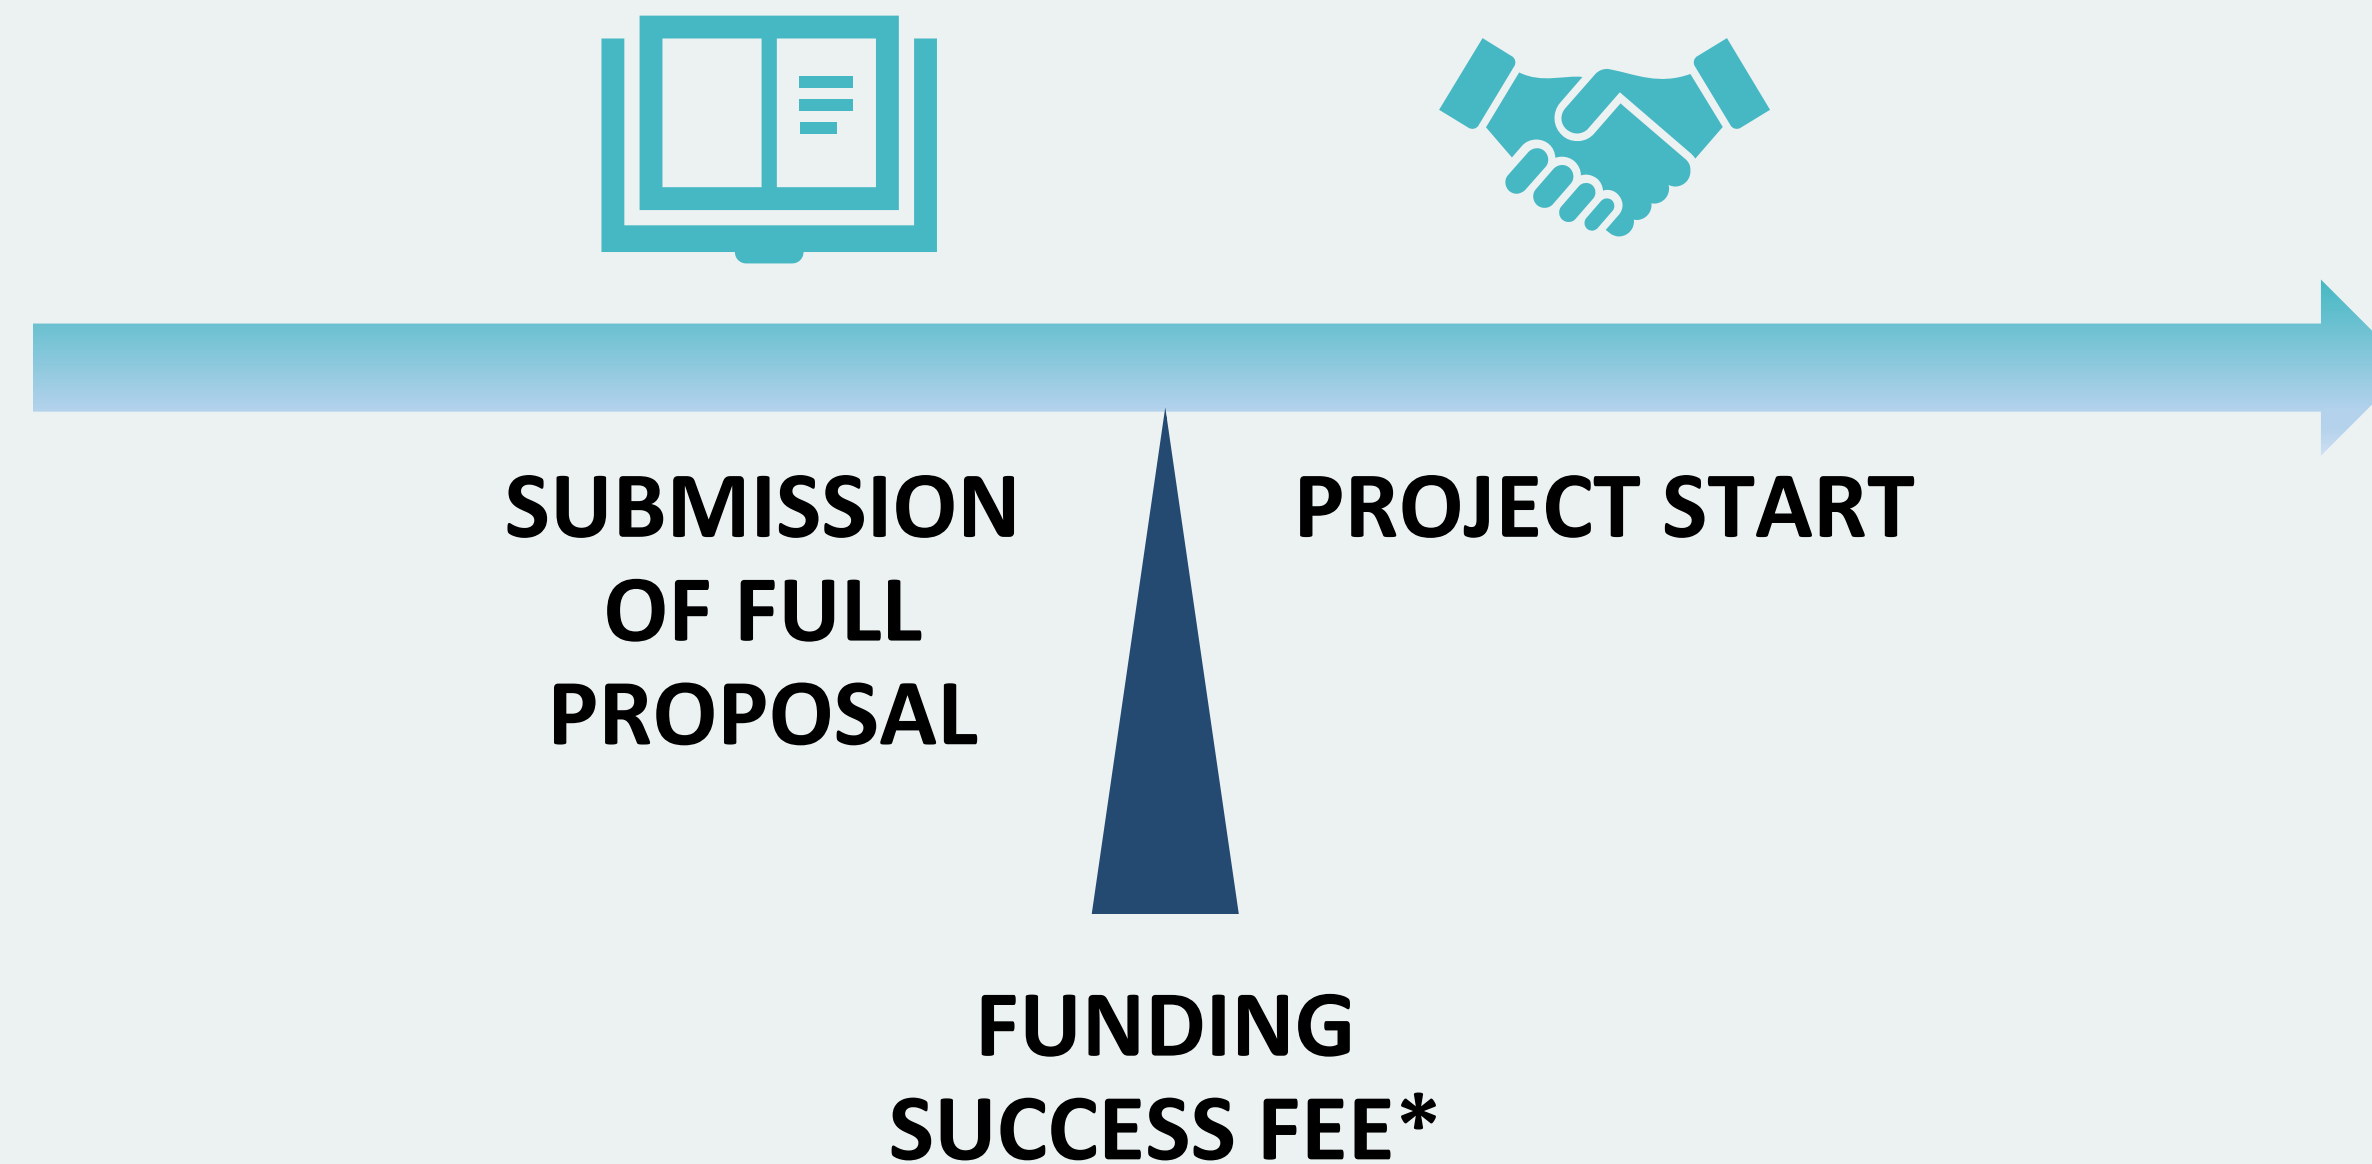 SUBMISSION
OF FULL
PROPOSAL
PROJECT START
FUNDING
SUCCESS FEE*